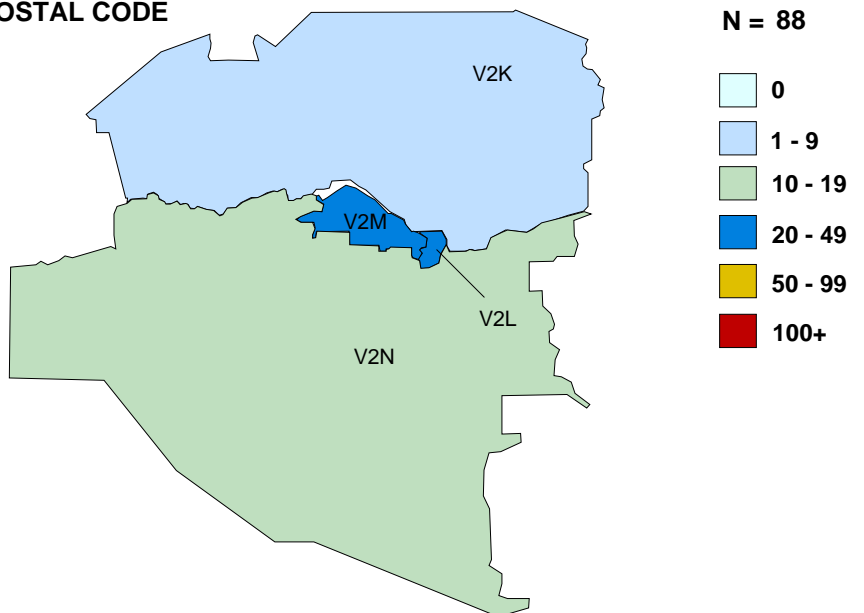 OSTAL CODE
N = 88
V2K
0
1 - 9
10 - 19
V2M
20 - 49
50 - 99
V2L
100+
V2N